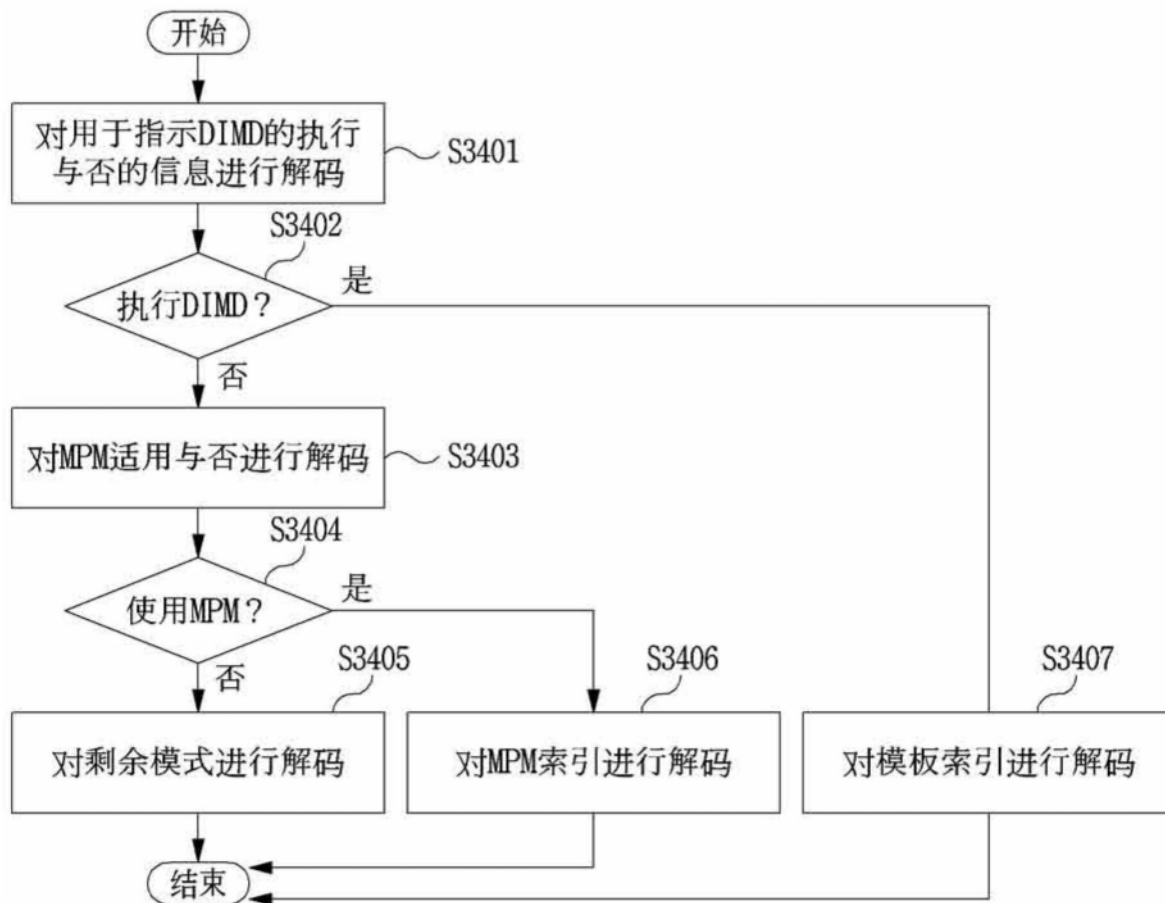 开始
对用于指示DIMD的执行
与否的信息进行解码
S3401
S3402
执行DIMD？
是
否
对MPM适用与否进行解码
S3403
S3404
使用MPM？
是
否
S3405
S3406
S3407
对剩余模式进行解码
对MPM索引进行解码
对模板索引进行解码
结束